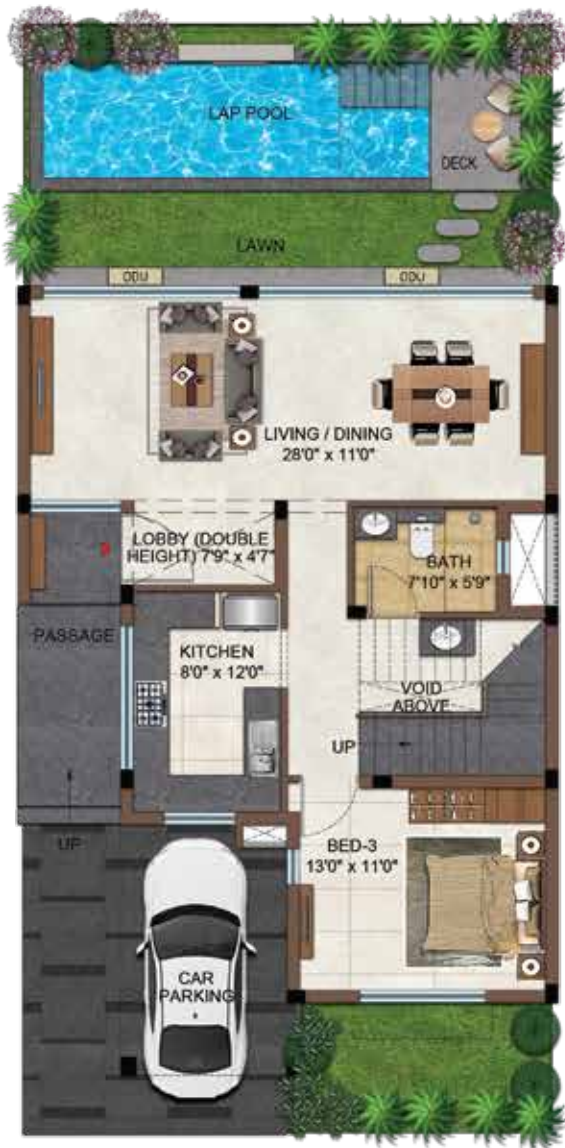 LAP POOL
DECK
LAWN
ODU
ODU
LIVING / DINING
28'0" x 11'0"
LOBBY (DOUBLE
HEIGHT) 7'9" x 4'7"
BATH
7'10" x 5'9"
PASSAGE
KITCHEN
8'0" x 12'0"
VOID
ABOVE
UP
UP
BED-3
13'0" x 11'0"
CAR
PARKING